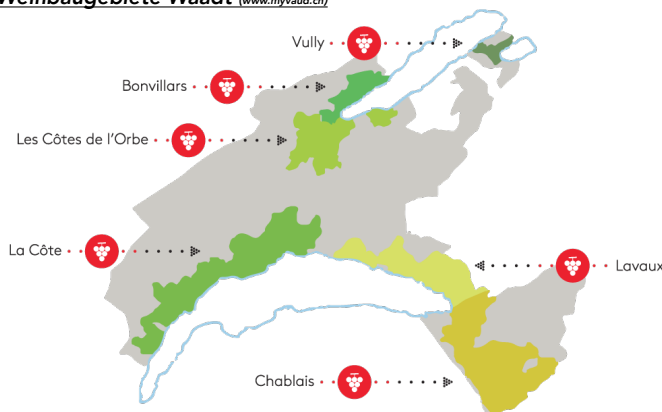 Weinbaugebiete Waadt (www.myvaud.ch)
Vully
Bonvillars
Les Côtes de l'Orbe
La Côte
Lavaux
Chablais